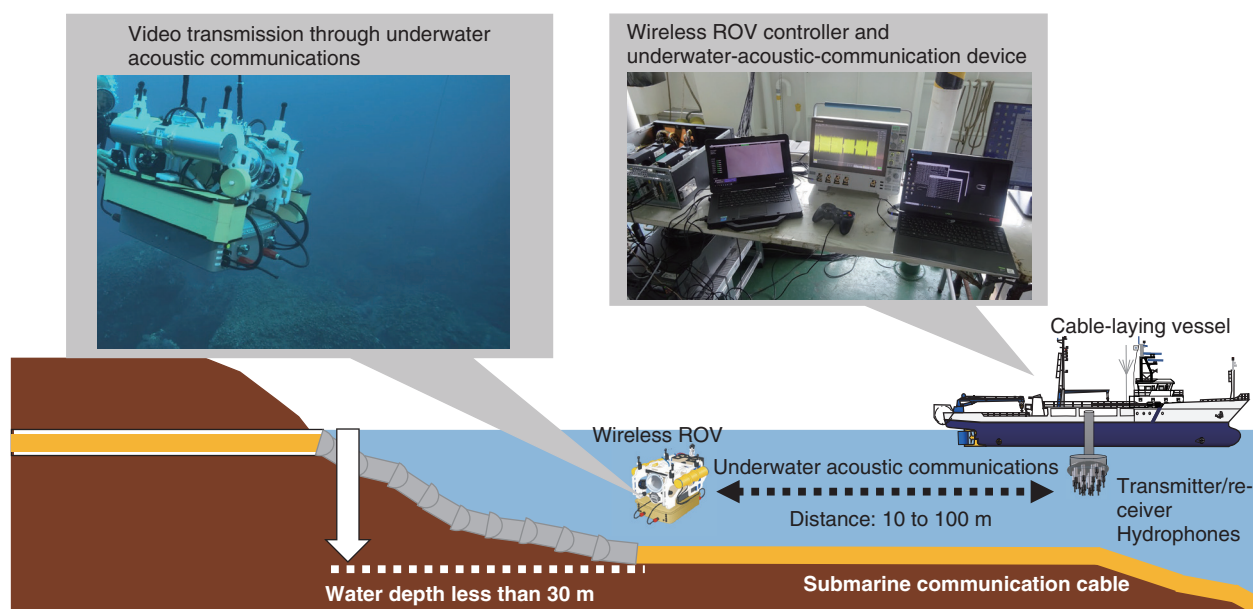 Video transmission through underwater
acoustic communications
Wireless ROV controller and
underwater-acoustic-communication device
Cable-laying vessel
Wireless ROV
Underwater acoustic communications
Distance: 10 to 100 m
Transmitter/re-
ceiver
Hydrophones
Water depth less than 30 m
Submarine communication cable